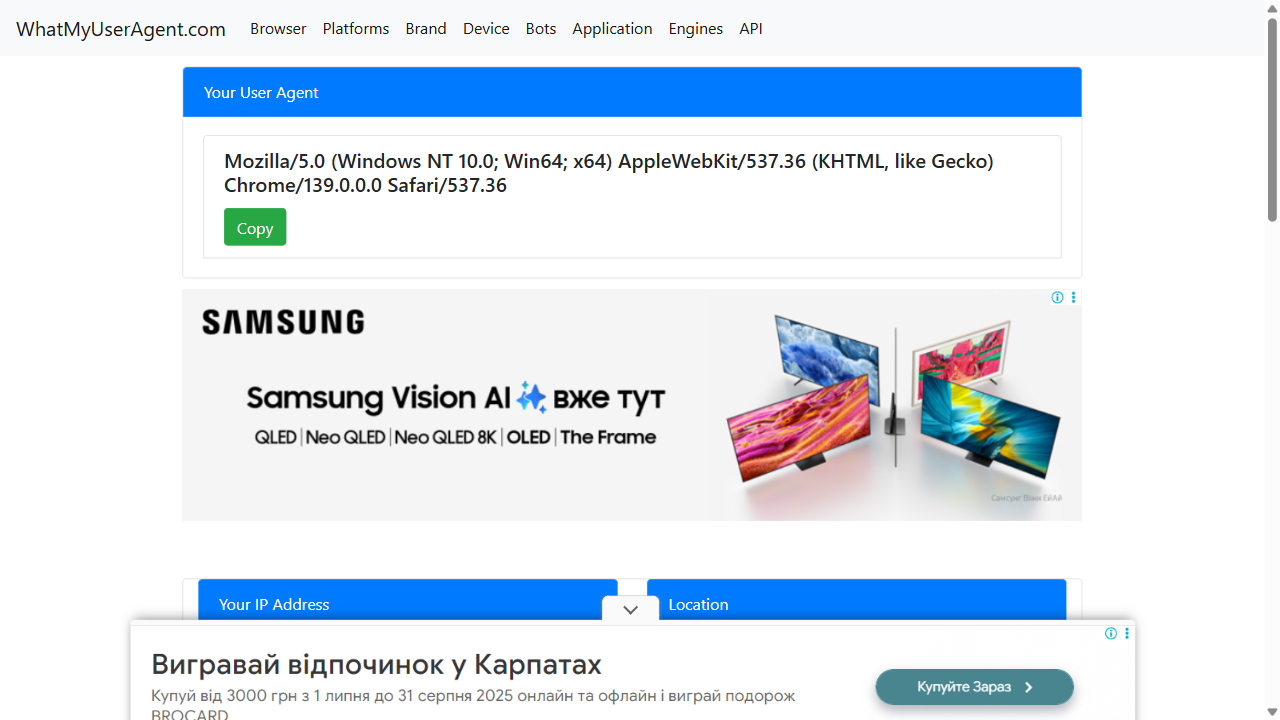 WhatMyUserAgent.com Browser Platforms Brand Device Bots Application Engines API
Your User Agent
Mozilla/5.0 (Windows NT 10.0; Win64; x64) AppleWebKit/537.36 (KHTML, like Gecko)
Chrome/139.0.0.0 Safari/537.36
Copy
SAMSUNG
Samsung Vision AI вже тут
QLED | Neo QLED | Neo QLED 8K | OLED | The Frame
Самсунг Віжн ЕйАй
Your IP Address
Location
Вигравай відпочинок у Карпатах
Купуй від 3000 грн з 1 липня до 31 серпня 2025 онлайн та офлайн і виграй подорож
BROCARD
Купуйте Зараз